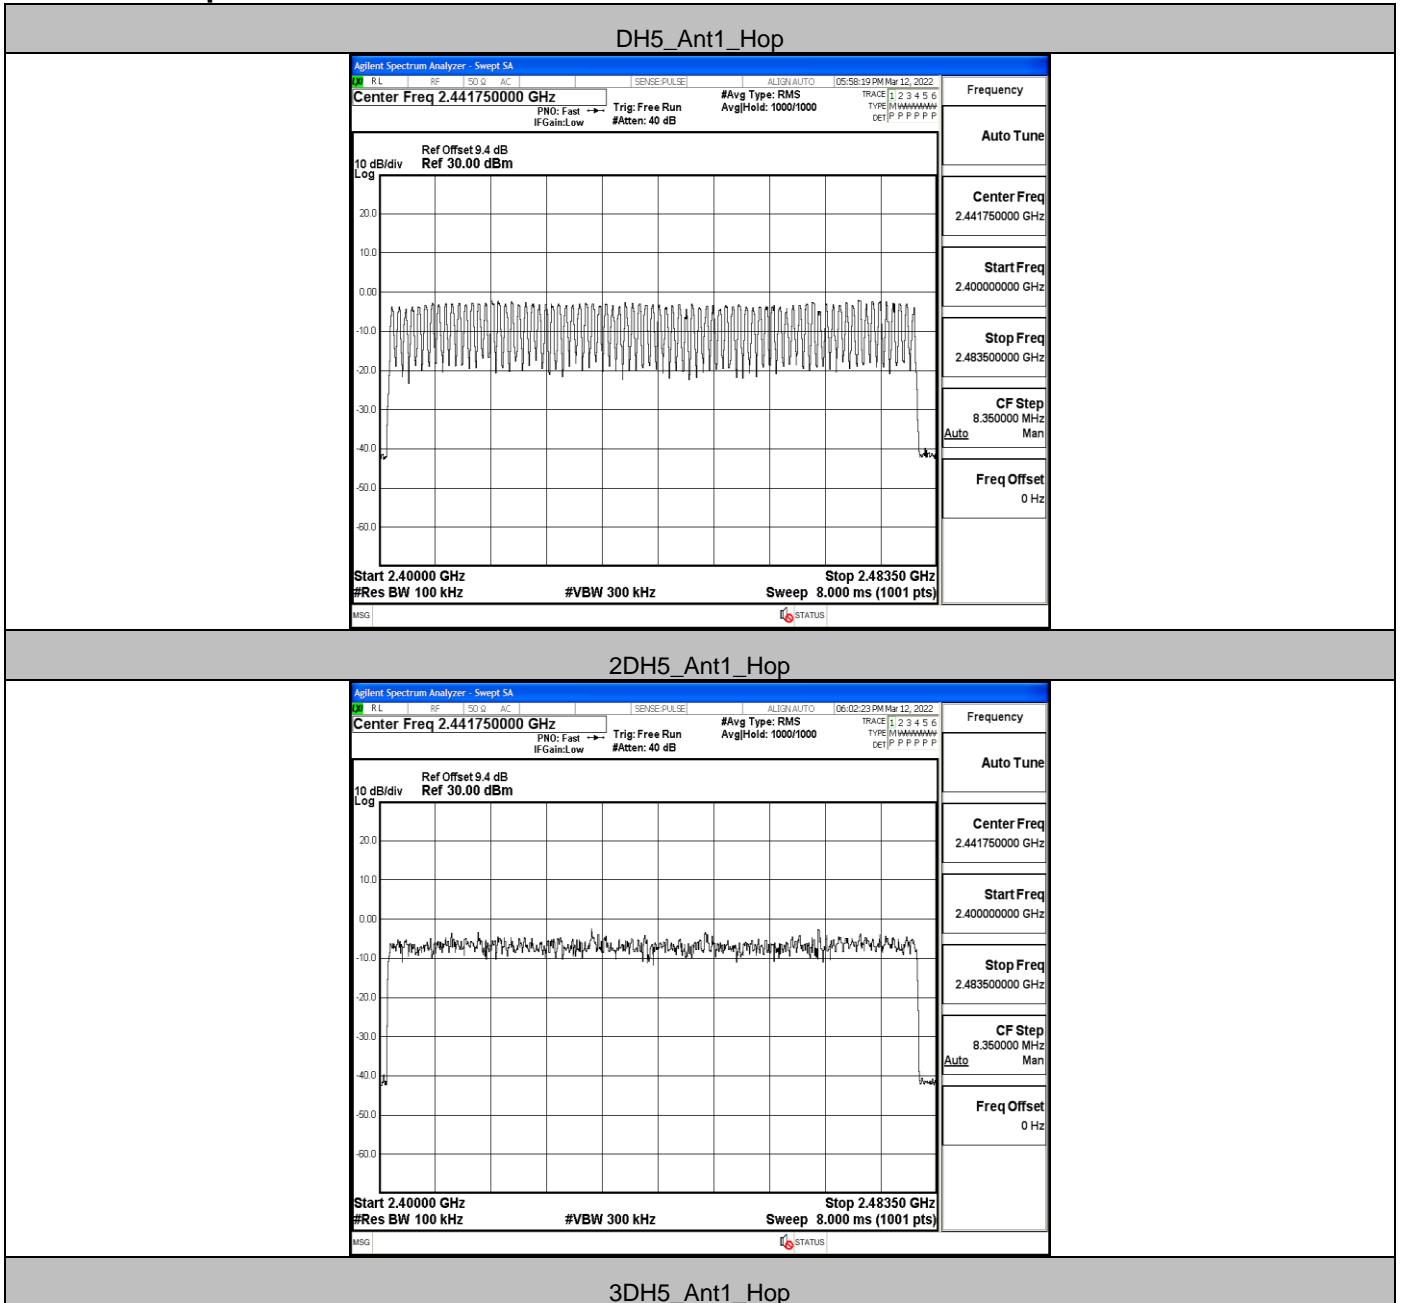 DH5_Ant1_Hop
Agilent Spectrum Analyzer - Swept SA
RL RF 50 Ω AC SENSE:PULSE ALIGNAUTO 05:58:19 PM Mar 12, 2022
Center Freq 2.441750000 GHz
PNO: Fast
IFGain:Low
Trig: Free Run
#Atten: 40 dB
#Avg Type: RMS
Avg|Hold: 1000/1000
TRACE 1 2 3 4 5 6
TYPE M
DET P P P P P P
Ref Offset 9.4 dB
10 dB/div Ref 30.00 dBm
Log
20.0
10.0
0.00
-10.0
-20.0
-30.0
-40.0
-50.0
-60.0
Start 2.40000 GHz Stop 2.48350 GHz
#Res BW 100 kHz #VBW 300 kHz Sweep 8.000 ms (1001 pts)
MSG STATUS
Frequency
Auto Tune
Center Freq
2.441750000 GHz
Start Freq
2.400000000 GHz
Stop Freq
2.483500000 GHz
CF Step
8.350000 MHz
Auto Man
Freq Offset
0 Hz
2DH5_Ant1_Hop
Agilent Spectrum Analyzer - Swept SA
RL RF 50 Ω AC SENSE:PULSE ALIGNAUTO 06:02:23 PM Mar 12, 2022
Center Freq 2.441750000 GHz
PNO: Fast
IFGain:Low
Trig: Free Run
#Atten: 40 dB
#Avg Type: RMS
Avg|Hold: 1000/1000
TRACE 1 2 3 4 5 6
TYPE M
DET P P P P P P
Ref Offset 9.4 dB
10 dB/div Ref 30.00 dBm
Log
20.0
10.0
0.00
-10.0
-20.0
-30.0
-40.0
-50.0
-60.0
Start 2.40000 GHz Stop 2.48350 GHz
#Res BW 100 kHz #VBW 300 kHz Sweep 8.000 ms (1001 pts)
MSG STATUS
Frequency
Auto Tune
Center Freq
2.441750000 GHz
Start Freq
2.400000000 GHz
Stop Freq
2.483500000 GHz
CF Step
8.350000 MHz
Auto Man
Freq Offset
0 Hz
3DH5_Ant1_Hop